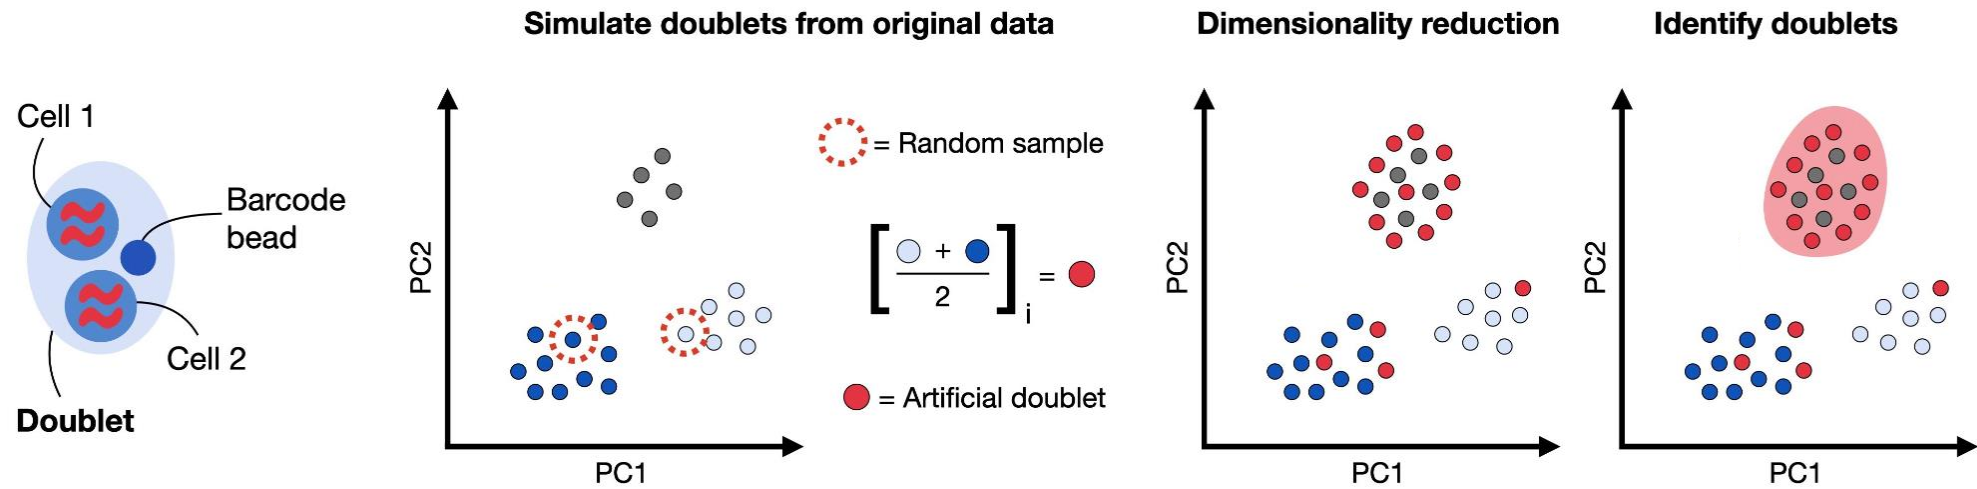 Simulate doublets from original data
Dimensionality reduction
Identify doublets
Cell 1
Barcode
bead
Cell 2
Doublet
PC2
PC1
= Random sample
[ + ] i =
2
= Artificial doublet
PC2
PC1
PC2
PC1